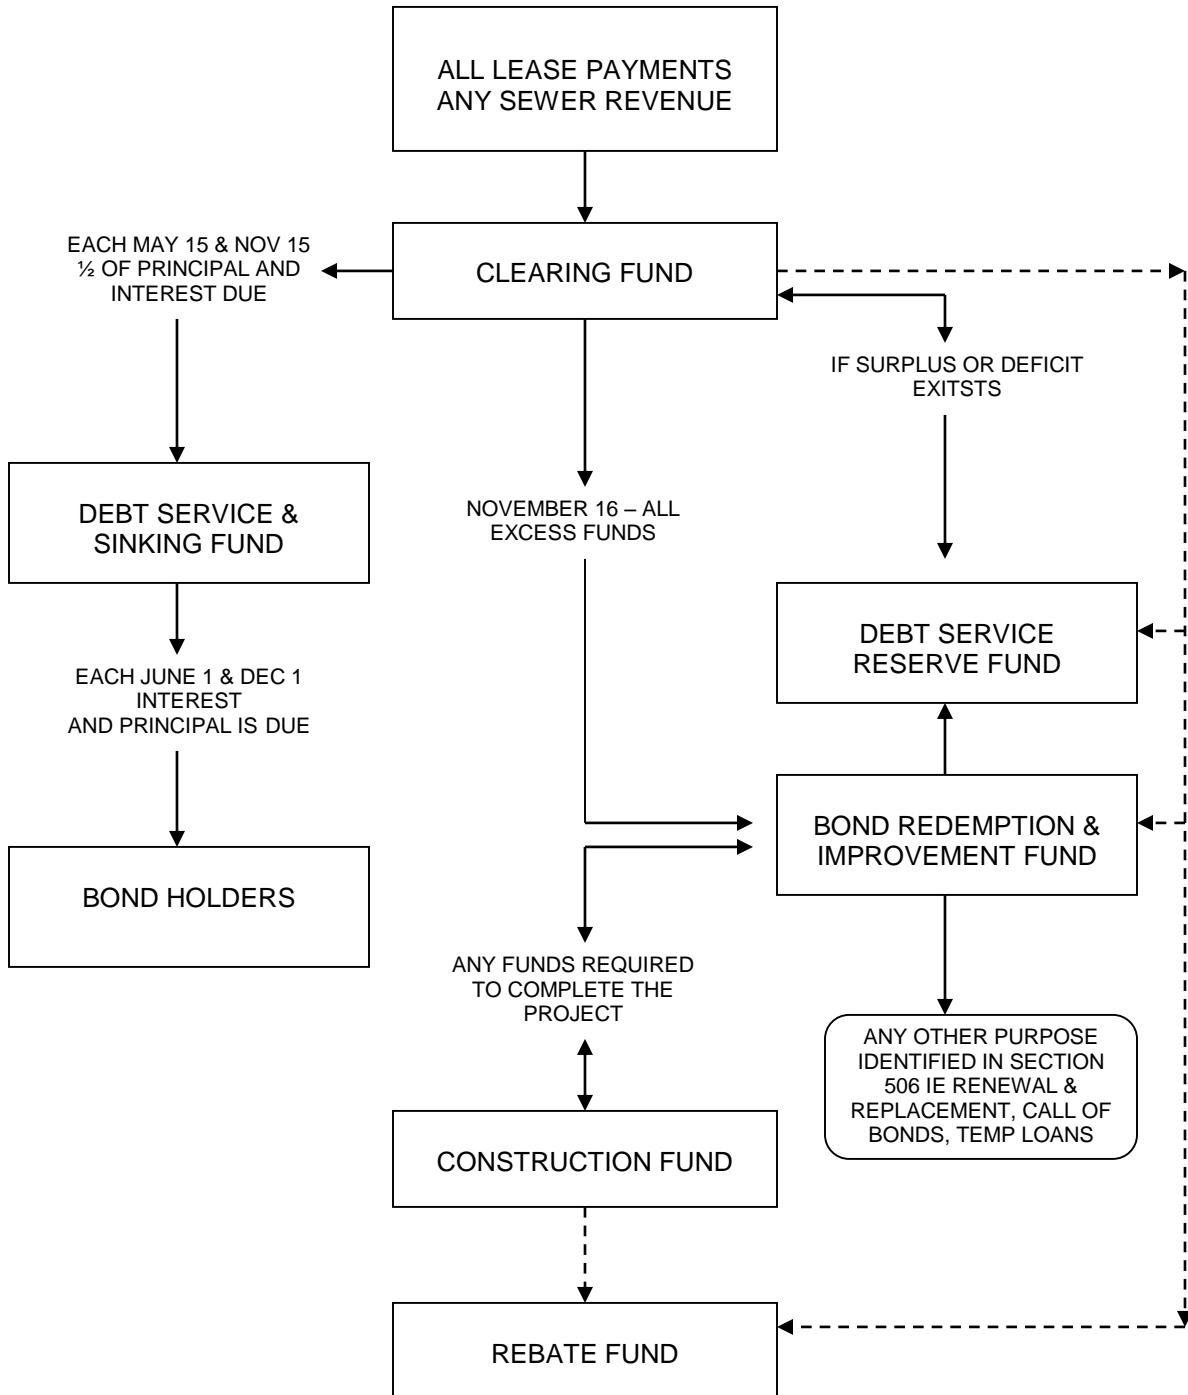 ALL LEASE PAYMENTS
ANY SEWER REVENUE
EACH MAY 15 & NOV 15
½ OF PRINCIPAL AND
INTEREST DUE
CLEARING FUND
IF SURPLUS OR DEFICIT
EXITSTS
DEBT SERVICE &
SINKING FUND
NOVEMBER 16 – ALL
EXCESS FUNDS
DEBT SERVICE
RESERVE FUND
EACH JUNE 1 & DEC 1
INTEREST
AND PRINCIPAL IS DUE
BOND REDEMPTION &
IMPROVEMENT FUND
BOND HOLDERS
ANY FUNDS REQUIRED
TO COMPLETE THE
PROJECT
ANY OTHER PURPOSE
IDENTIFIED IN SECTION
506 IE RENEWAL &
REPLACEMENT, CALL OF
BONDS, TEMP LOANS
CONSTRUCTION FUND
REBATE FUND